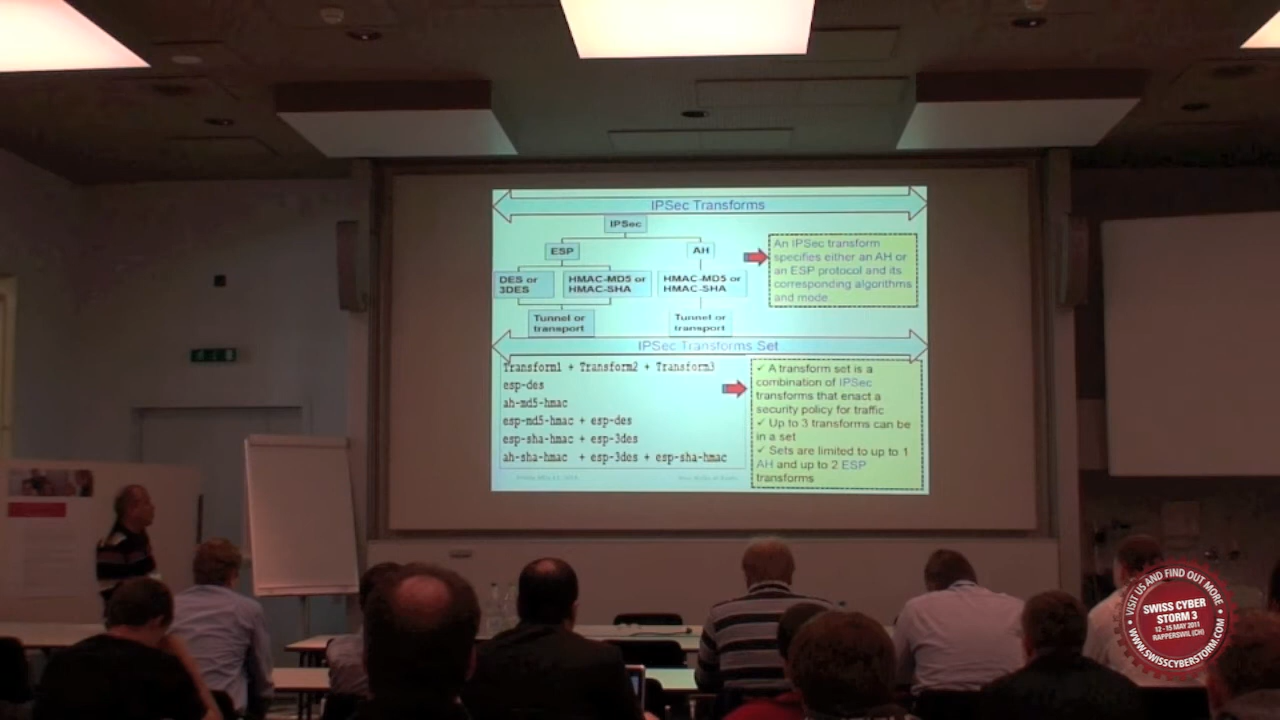 IPSec Transforms
IPSec
ESP
AH
DES or
3DES
HMAC-MD5 or
HMAC-SHA
HMAC-MD5 or
HMAC-SHA
Tunnel or
transport
Tunnel or
transport
An IPSec transform
specifies either an AH or
an ESP protocol and its
corresponding algorithms
and mode
IPSec Transforms Set
Transform1 + Transform2 + Transform3
esp-des
ah-md5-hmac
esp-md5-hmac + esp-des
esp-sha-hmac + esp-3des
ah-sha-hmac + esp-3des + esp-sha-hmac
✓ A transform set is a
combination of IPSec
transforms that enact a
security policy for traffic
✓ Up to 3 transforms can be
in a set
✓ Sets are limited to up to 1
AH and up to 2 ESP
transforms
VISIT US AND FIND OUT MORE
SWISS CYBER
STORM 3
12 - 15 MAY 2011
RAPPERSWIL (CH)
WWW.SWISSCYBERSTORM.COM